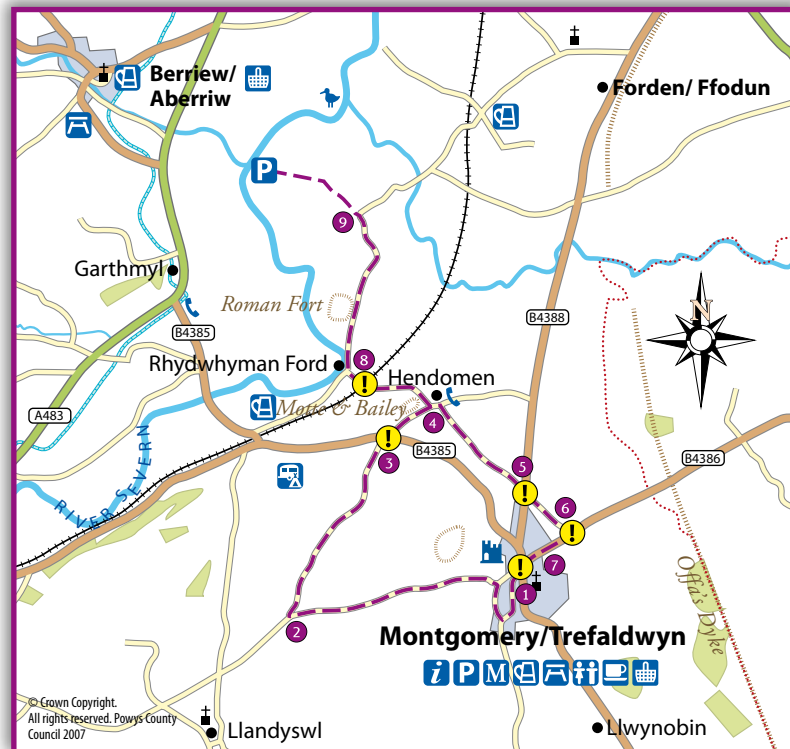 Berriew/
Aberriw
Forden/ Ffodun
P
9
Garthmyl
Roman Fort
N
B4385
B4388
Rhydwhyman Ford
8
!
Hendomen
A483
Motte & Bailey
4
!
3
B4385
5
B4386
RIVER SEVERN
!
6
!
7
!
1
Offa's Dyke
2
Montgomery/Trefaldwyn
i P M
© Crown Copyright.
All rights reserved. Powys County
Council 2007
Llandyswl
Llwynobin